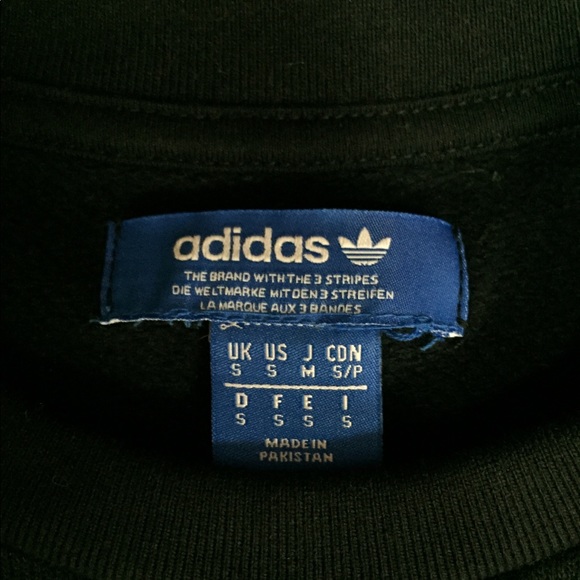 adidas
THE BRAND WITH THE 3 STRIPES
DIE WELTMARKE MIT DEN 3 STREIFEN
LA MARQUE AUX 3 BANDES
UK US J CDN
S S M S/P
D F E I
S S S S
MADE IN
PAKISTAN